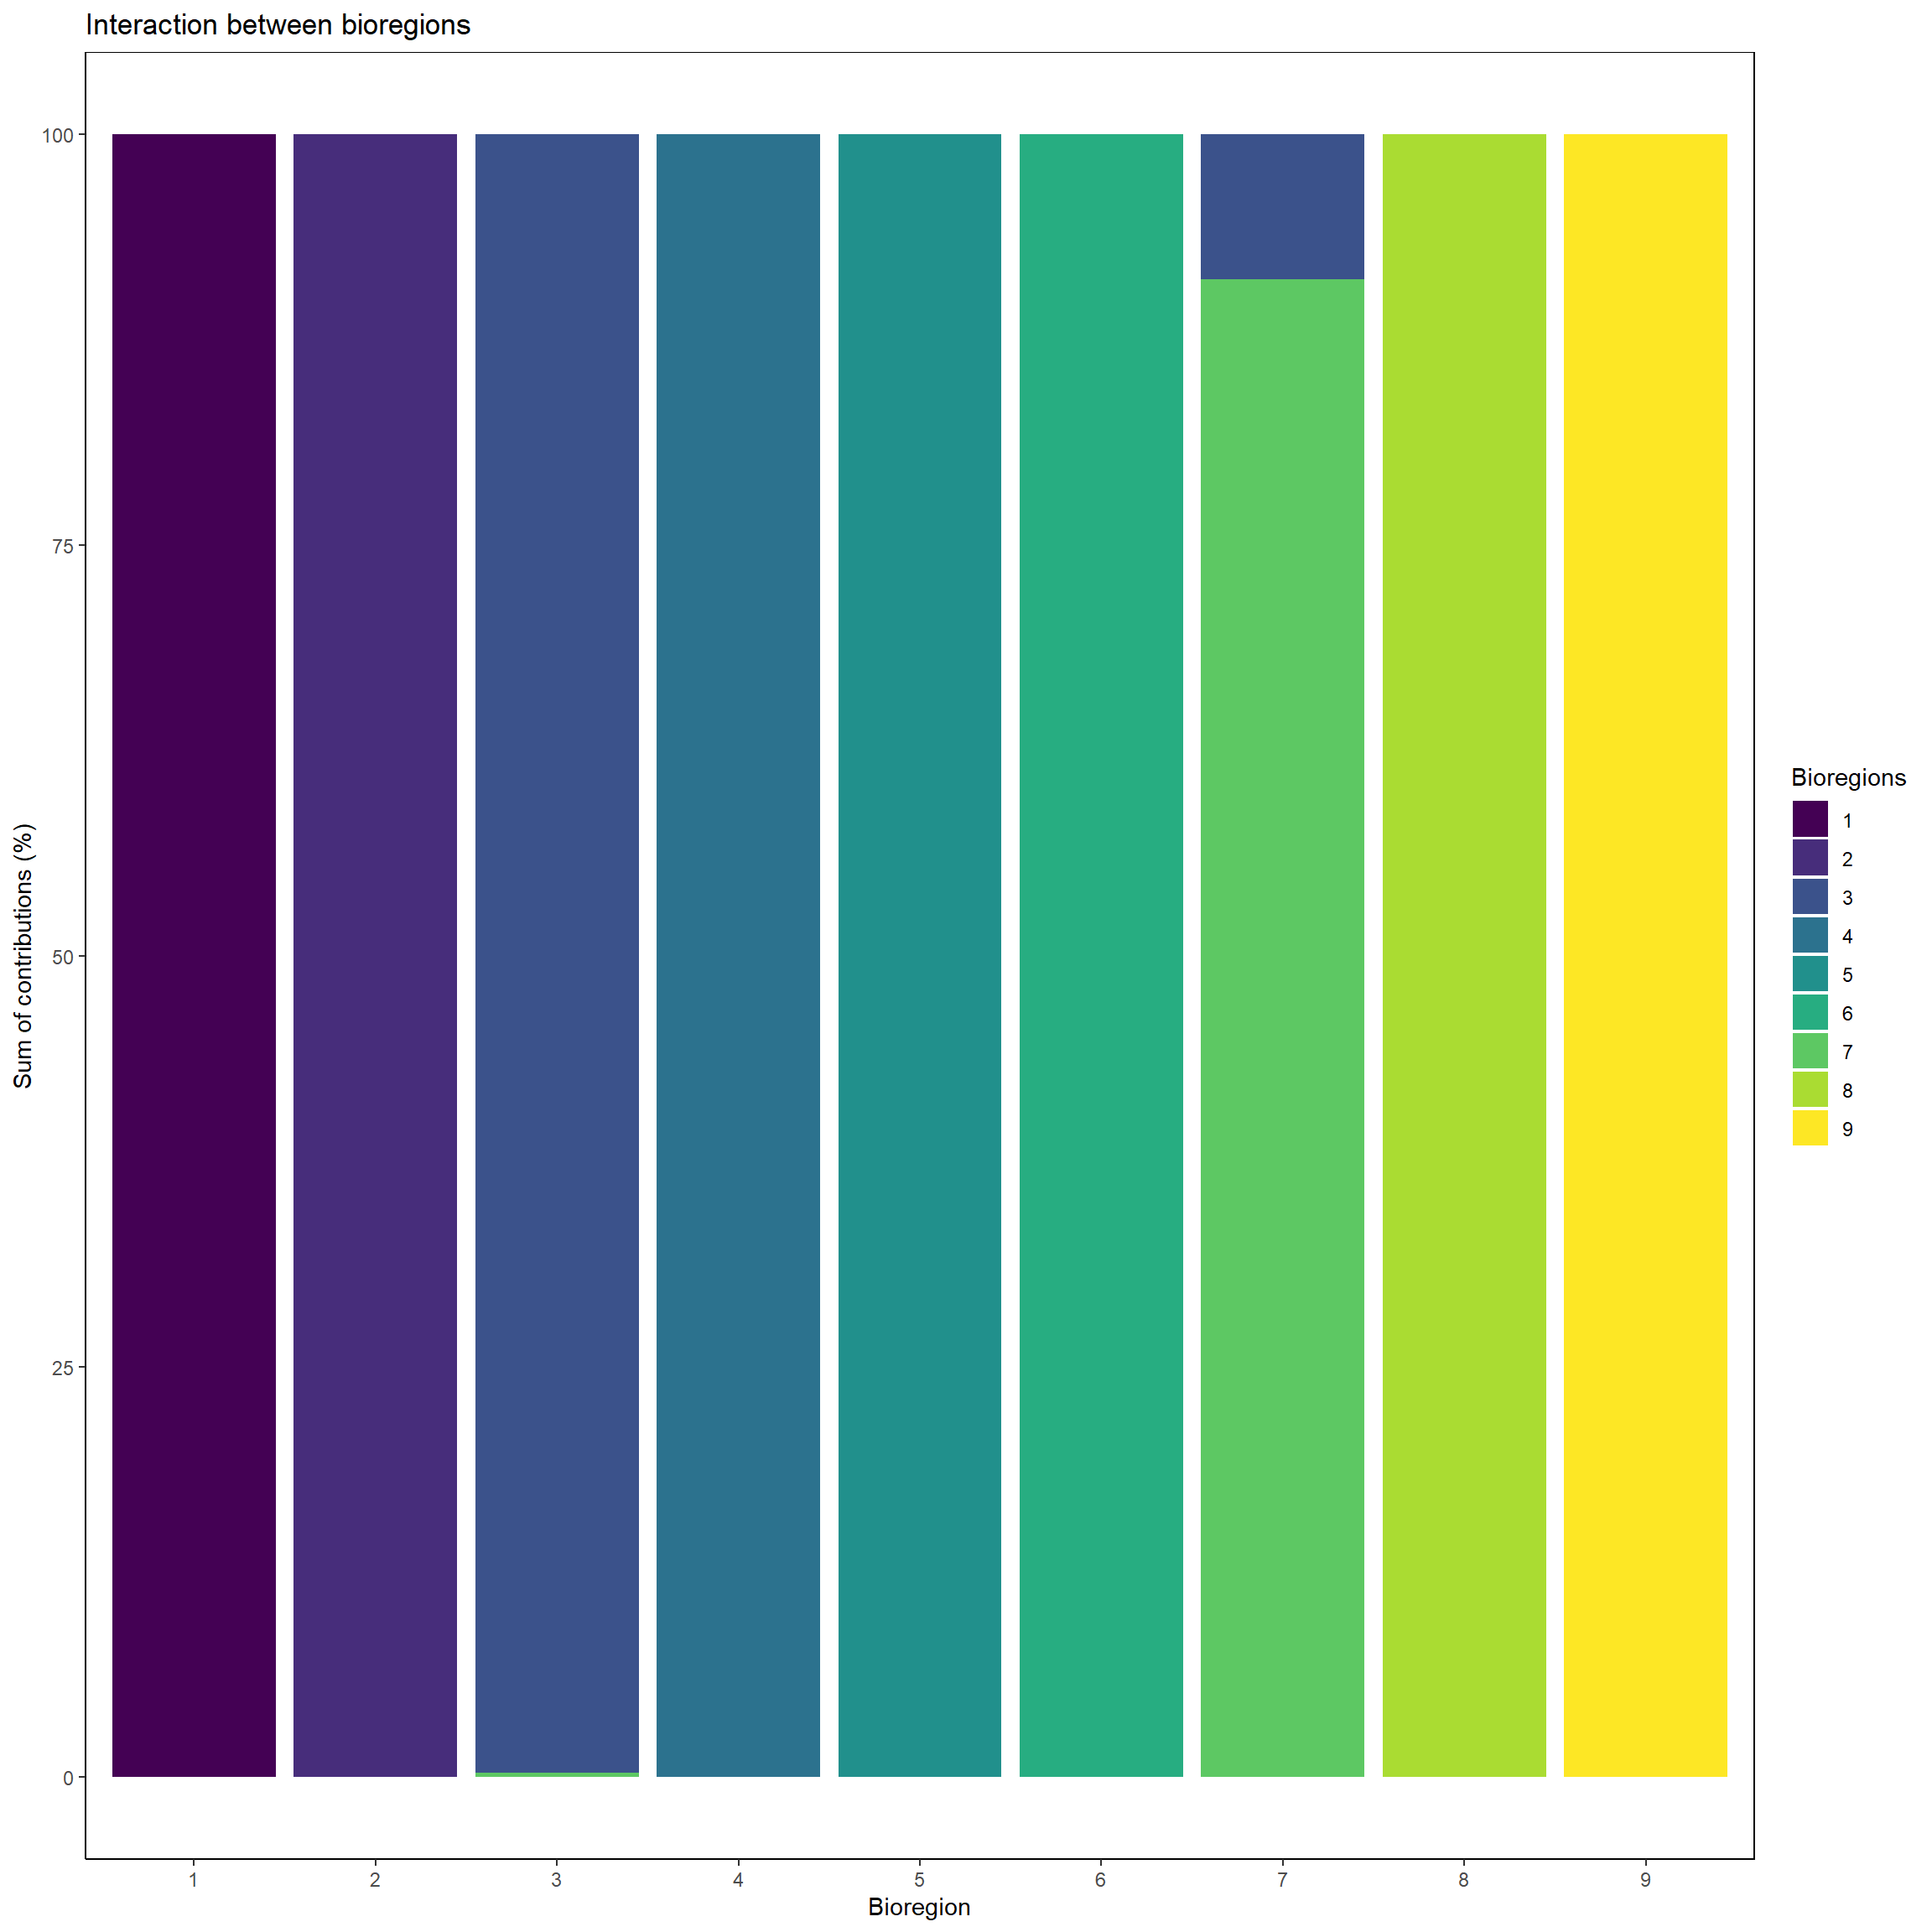 Interaction between bioregions
Sum of contributions (%)
100
75
50
25
0
1 2 3 4 5 6 7 8 9
Bioregion
Bioregions
1
2
3
4
5
6
7
8
9